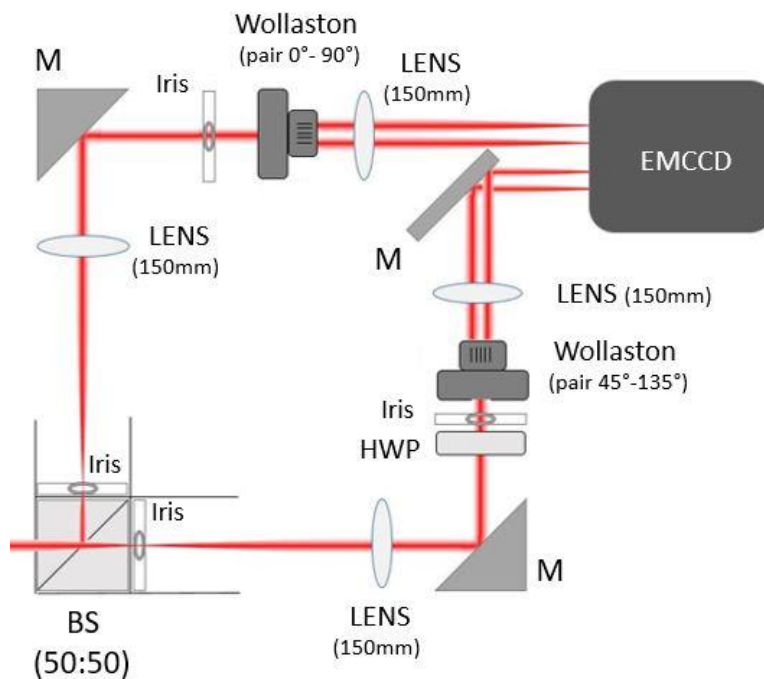 Wollaston
(pair 0°- 90°)
M
Iris
LENS
(150mm)
EMCCD
LENS
(150mm)
M
LENS (150mm)
Wollaston
(pair 45°-135°)
Iris
HWP
Iris
Iris
M
BS
(50:50)
LENS
(150mm)